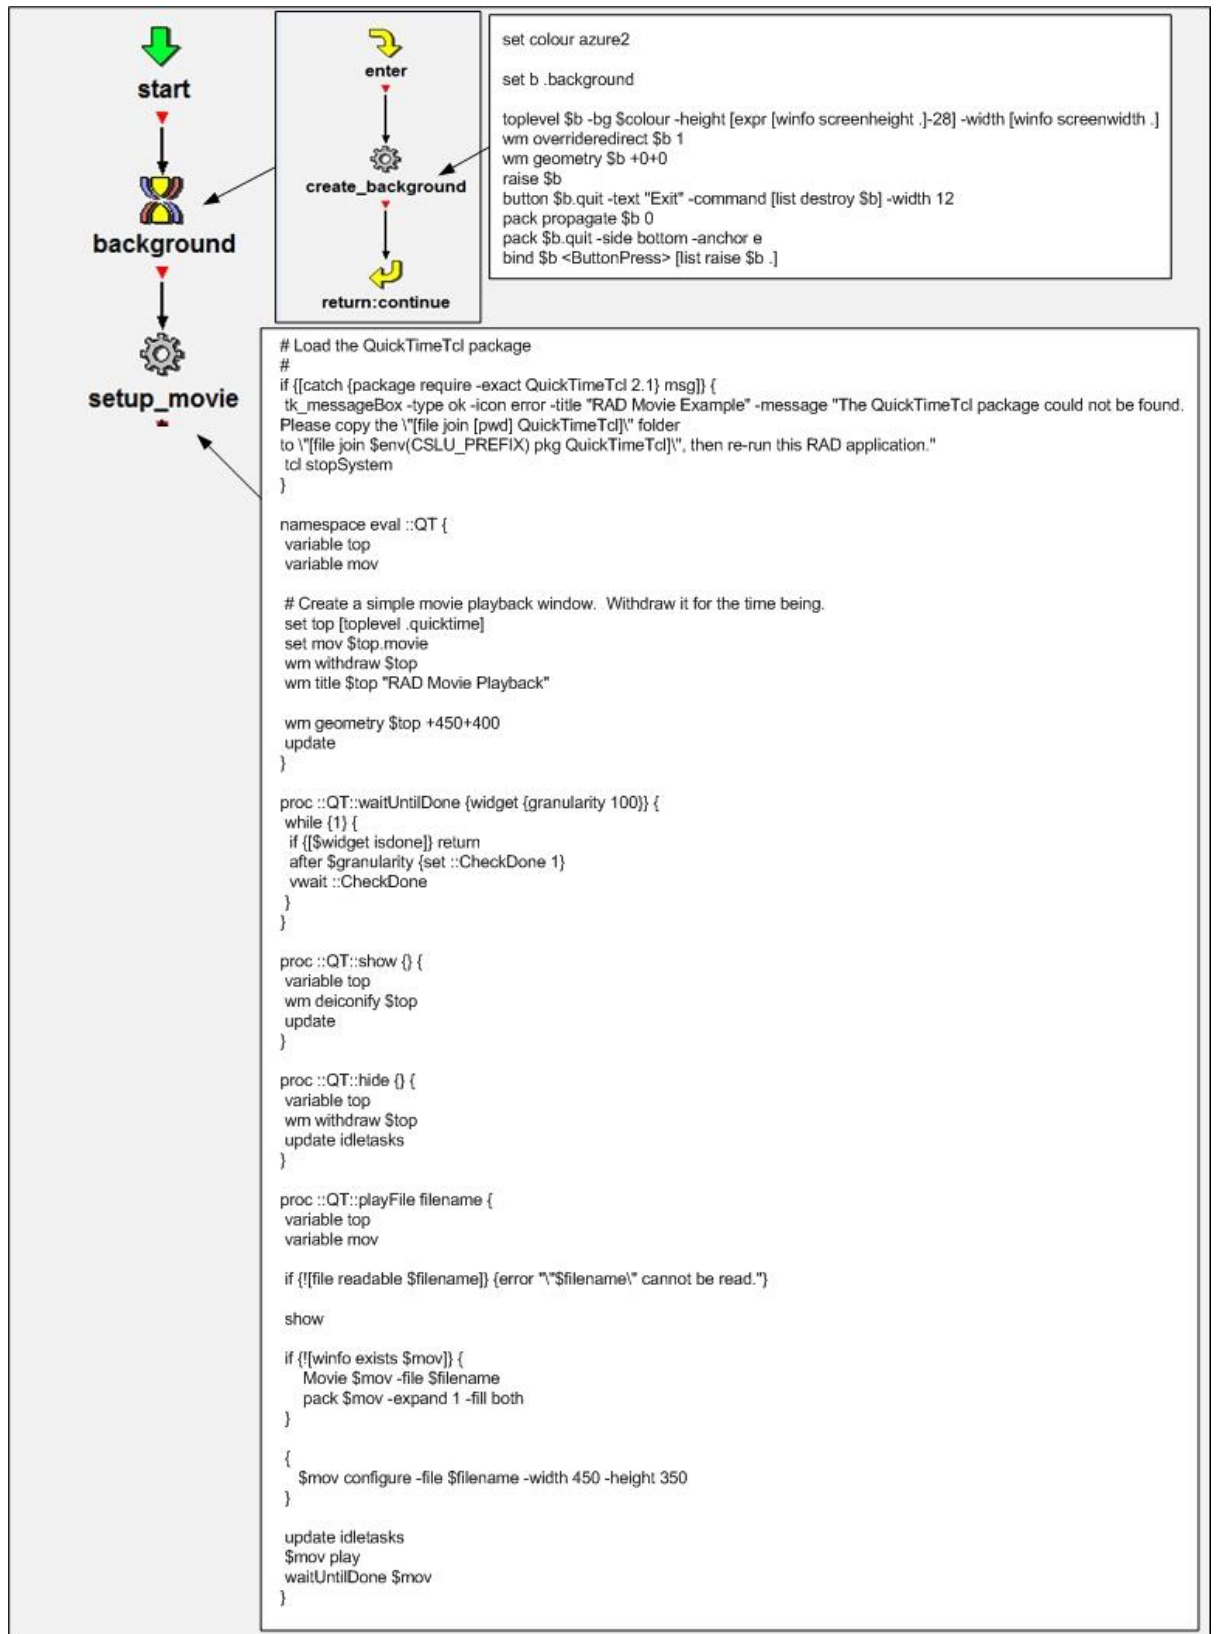 start
background
setup_movie
enter
create_background
return:continue
set colour azure2
set b .background
toplevel $b -bg $colour -height [expr [winfo screenheight .]-28] -width [winfo screenwidth .]
wm overrideredirect $b 1
wm geometry $b +0+0
raise $b
button $b.quit -text "Exit" -command [list destroy $b] -width 12
pack propagate $b 0
pack $b.quit -side bottom -anchor e
bind $b <ButtonPress> [list raise $b .]
# Load the QuickTimeTcl package
#
if {[catch {package require -exact QuickTimeTcl 2.1} msg]} {
tk_messageBox -type ok -icon error -title "RAD Movie Example" -message "The QuickTimeTcl package could not be found.
Please copy the \"[file join [pwd] QuickTimeTcl]\" folder
to \"[file join $env(CSLU_PREFIX) pkg QuickTimeTcl]\", then re-run this RAD application."
tcl stopSystem
}
namespace eval ::QT {
variable top
variable mov
# Create a simple movie playback window.  Withdraw it for the time being.
set top [toplevel .quicktime]
set mov $top.movie
wm withdraw $top
wm title $top "RAD Movie Playback"
wm geometry $top +450+400
update
}
proc ::QT::waitUntilDone {widget {granularity 100}} {
while {1} {
if {[$widget isdone]} return
after $granularity {set ::CheckDone 1}
vwait ::CheckDone
}
}
proc ::QT::show {} {
variable top
wm deiconify $top
update
}
proc ::QT::hide {} {
variable top
wm withdraw $top
update idletasks
}
proc ::QT::playFile filename {
variable top
variable mov
if {![file readable $filename]} {error "\"$filename\" cannot be read."}
show
if {![winfo exists $mov]} {
Movie $mov -file $filename
pack $mov -expand 1 -fill both
}
{
$mov configure -file $filename -width 450 -height 350
}
update idletasks
$mov play
waitUntilDone $mov
}